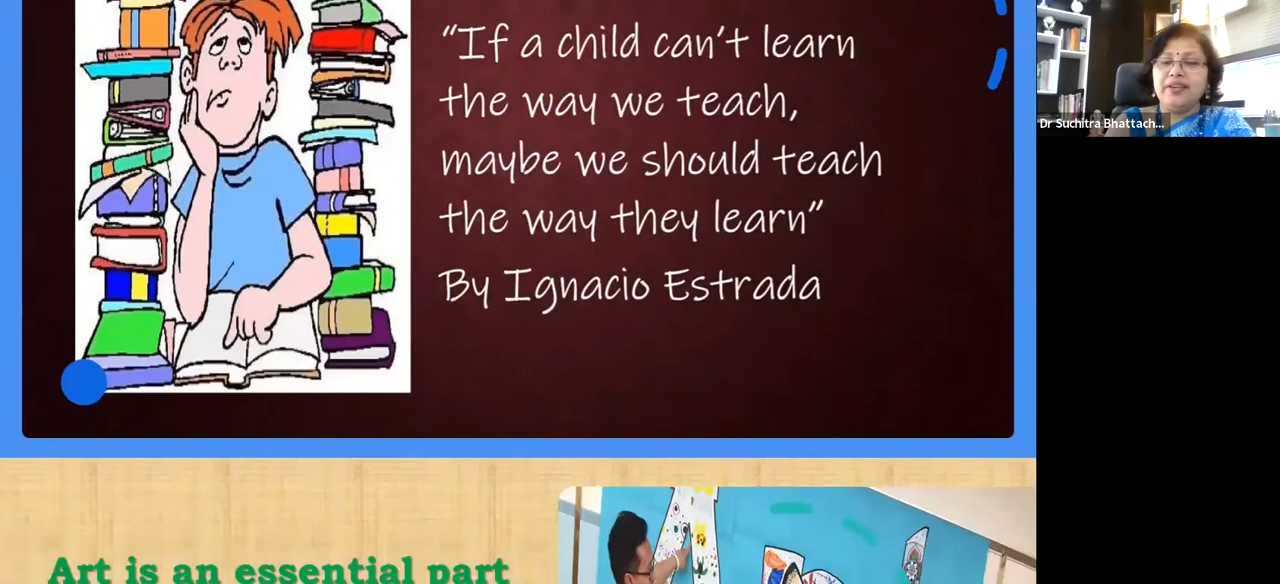 “If a child can’t learn
the way we teach,
maybe we should teach
the way they learn”
By Ignacio Estrada
Dr Suchitra Bhattach...
Art is an essential part